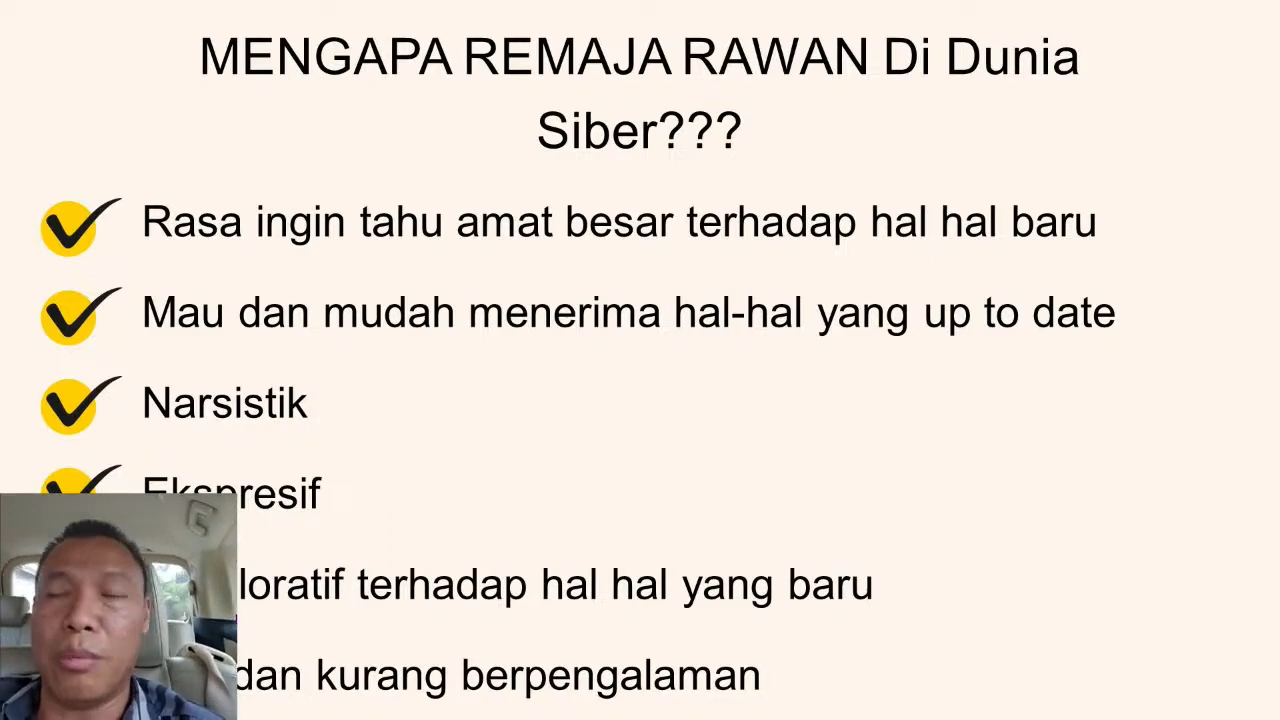 MENGAPA REMAJA RAWAN Di Dunia
Siber???
Rasa ingin tahu amat besar terhadap hal hal baru
Mau dan mudah menerima hal-hal yang up to date
Narsistik
Ekspresif
loratif terhadap hal hal yang baru
dan kurang berpengalaman